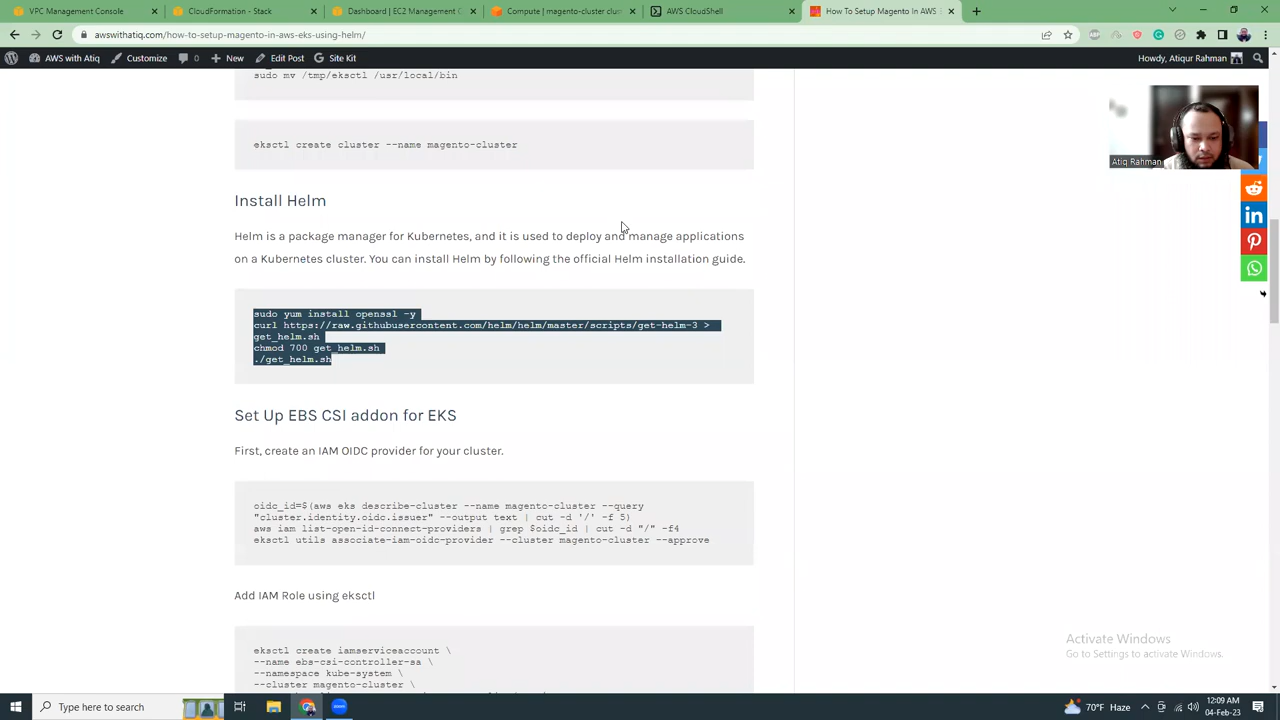 VPC Management Console
CloudFormation - Stack
Dashboard | EC2 Management C
Compute | magento-cluster clus
AWS CloudShell
How To Setup Magento In AWS E
awswithatiq.com/how-to-setup-magento-in-aws-eks-using-helm/
AWS with Atiq
Customize
0
New
Popups
Site Kit
Howdy, Atiqur Rahman
sudo mv /tmp/eksctl /usr/local/bin
eksctl create cluster --name magento-cluster
Install Helm
Helm is a package manager for Kubernetes, and it is used to deploy and manage applications
on a Kubernetes cluster. You can install Helm by following the official Helm installation guide.
sudo yum install openssl -y
curl https://raw.githubusercontent.com/helm/helm/master/scripts/get-helm-3 >
get_helm.sh
chmod 700 get_helm.sh
./get_helm.sh
Set Up EBS CSI addon for EKS
First, create an IAM OIDC provider for your cluster.
oidc_id=$(aws eks describe-cluster --name magento-cluster --query
"cluster.identity.oidc.issuer" --output text | cut -d '/' -f 5)
aws iam list-open-id-connect-providers | grep $oidc_id | cut -d "/" -f4
eksctl utils associate-iam-oidc-provider --cluster magento-cluster --approve
Add IAM Role using eksctl
eksctl create iamserviceaccount \
--name ebs-csi-controller-sa \
--namespace kube-system \
--cluster magento-cluster \
Atiq Rahman
Activate Windows
Go to Settings to activate Windows.
Type here to search
70°F Haze
12:09 AM
04-Feb-23